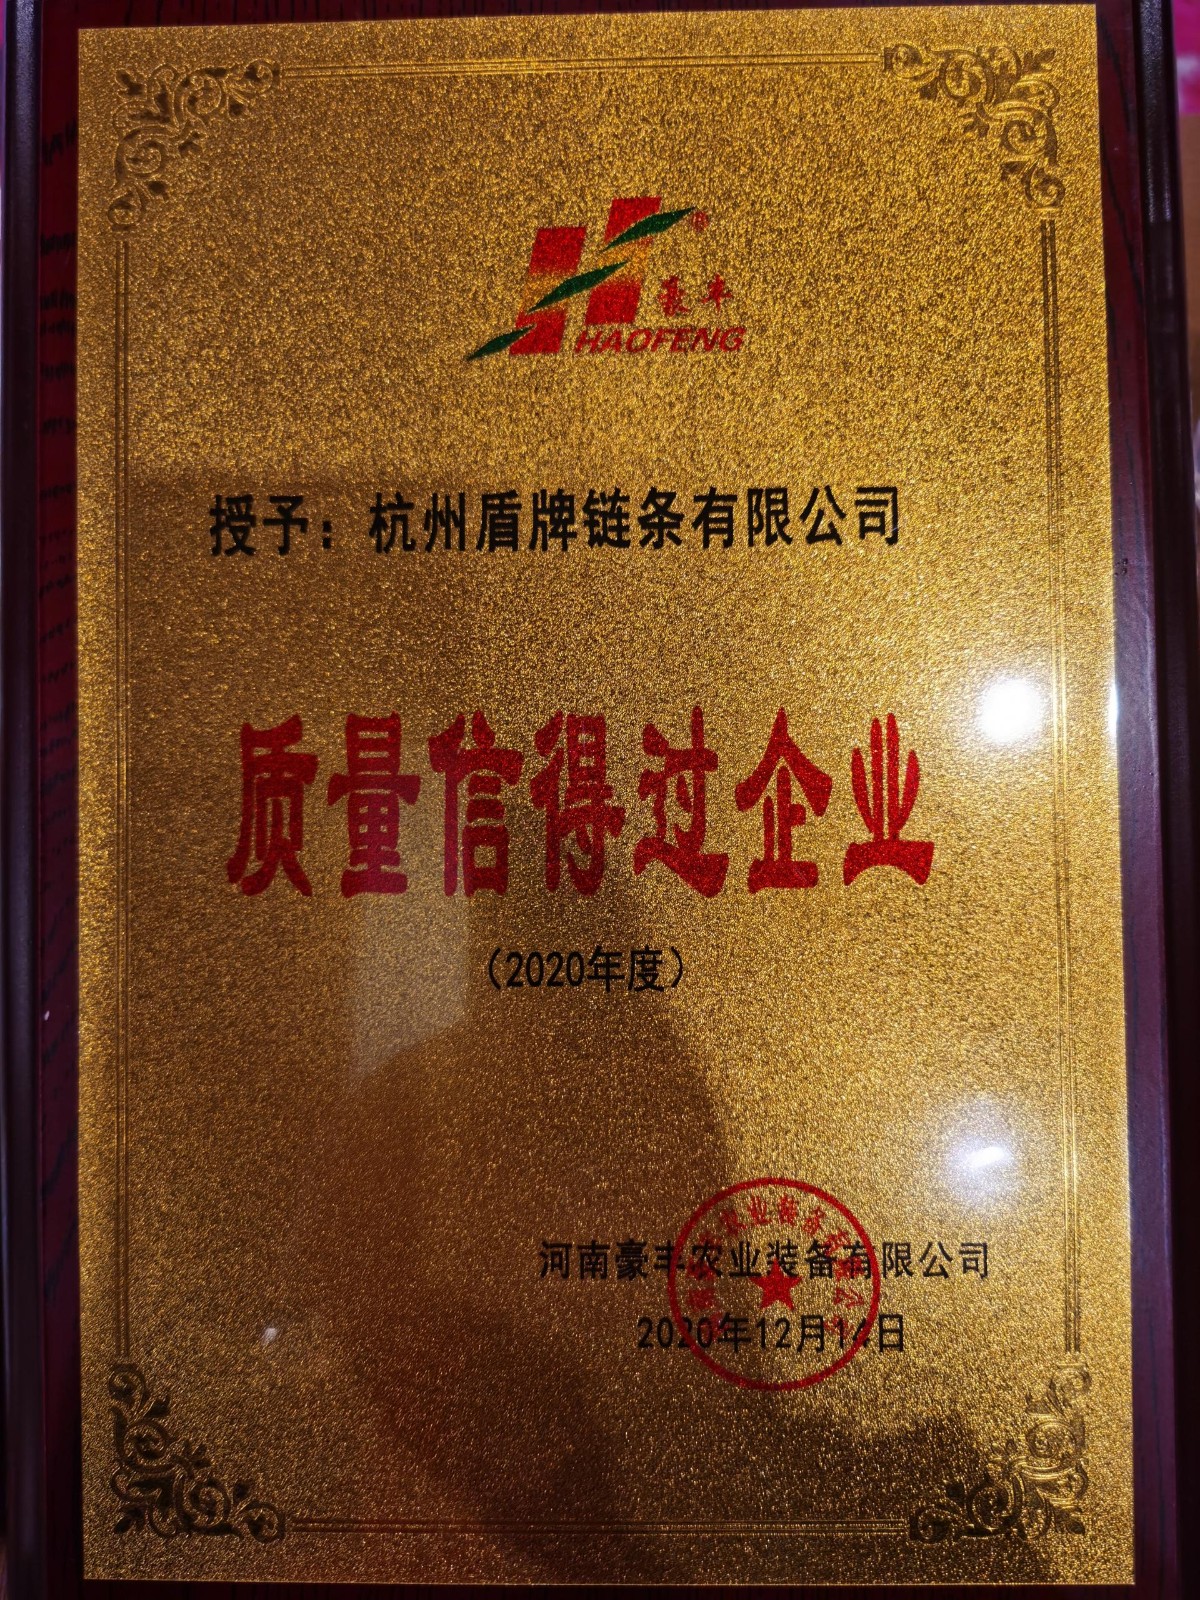 ®
豪丰
HAOFENG
授予：杭州盾牌链条有限公司
质量信得过企业
（2020年度）
河南豪丰农业装备有限公司
2020年12月14日